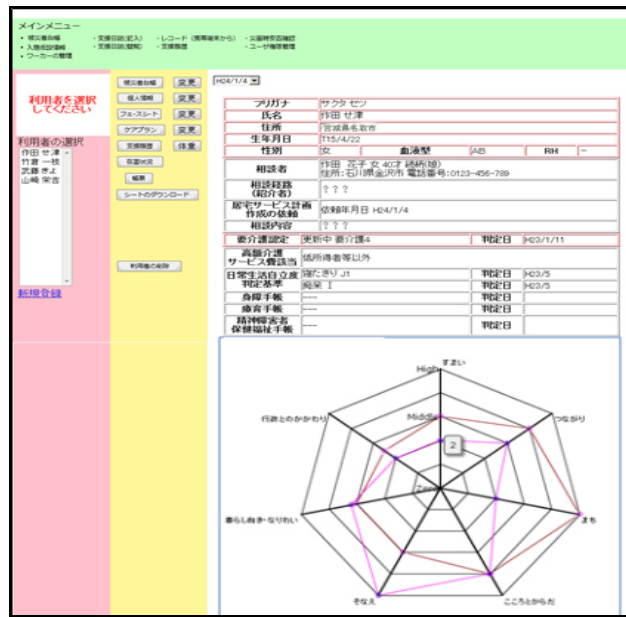 メインメニュー
・被災者台帳 ・支援日誌(記入) ・レコード（携帯端末から） ・災害時安否確認
・入居施設情報 ・支援日誌(閲覧) ・支援履歴 ・ユーザ権限管理
・ワーカーの管理
利用者を選択
してください
利用者の選択
作田 せ津
竹倉 一枝
武藤 きよ
山崎 栄吉
新規登録
被災者台帳 変更
個人情報 変更
フェースシート 変更
ケアプラン 変更
支援履歴 体重
在宅状況
帳票
シートのダウンロード
利用者の削除
H24/1/4
フリガナ サクタ セツ
氏名 作田 せ津
住所 宮城県名取市
生年月日 T15/4/22
性別 女 血液型 AB RH -
相談者 作田 花子 女 40才 続柄(娘)
住所:石川県金沢市 電話番号:0123-456-789
相談経路
(紹介者) ？？？
居宅サービス計画
作成の依頼 依頼年月日 H24/1/4
相談内容 ？？？
要介護認定 更新中 要介護4 判定日 H23/1/11
高額介護
サービス費該当 低所得者等以外
日常生活自立度
判定基準 寝たきり J1 判定日 H23/5
痴呆 I 判定日 H23/5
身障手帳 --- 判定日
療育手帳 --- 判定日
精神障害者
保健福祉手帳 --- 判定日
すまい
High
行政とのかかわり
Middle
つながり
2
Zero
暮らし向き・なりわい
まち
そなえ
こころとからだ